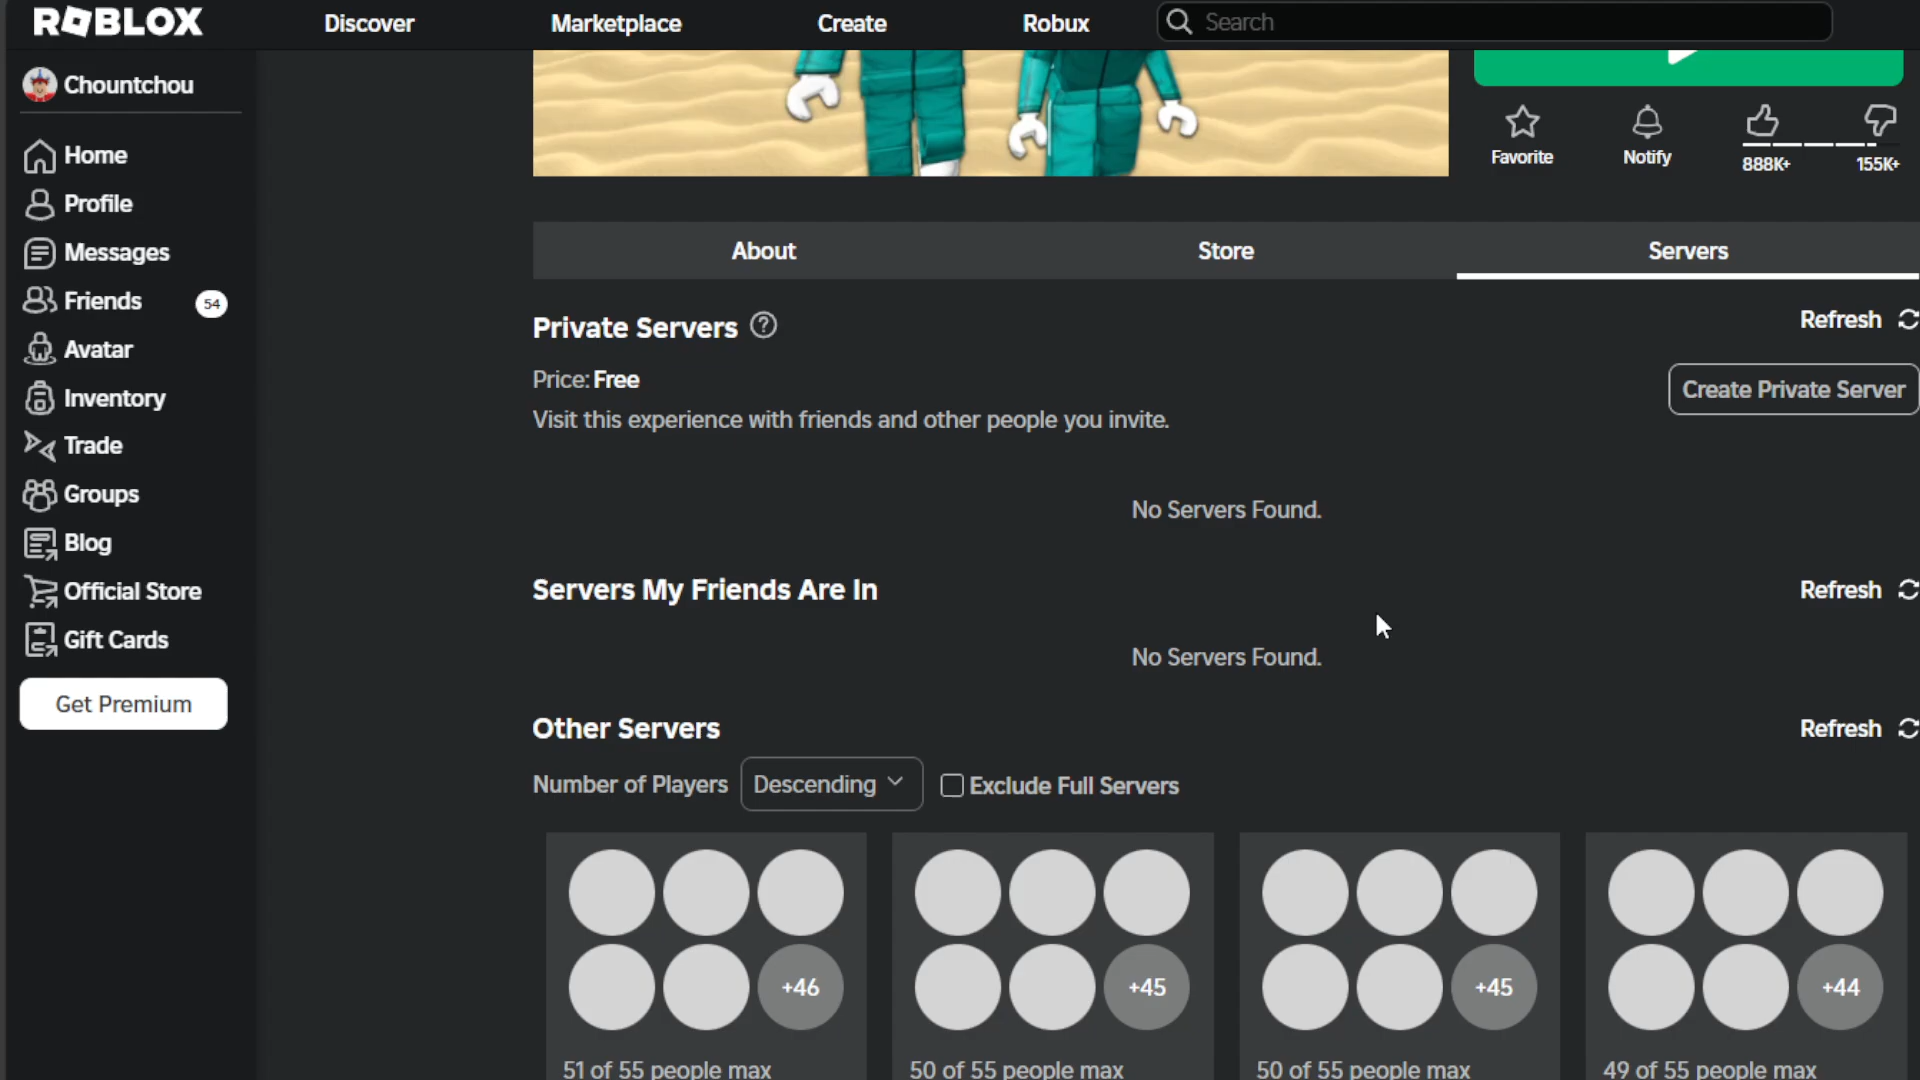 ROBLOX
Discover
Marketplace
Create
Robux
Search
Chountchou
Home
Profile
Messages
Friends
54
Avatar
Inventory
Trade
Groups
Blog
Official Store
Gift Cards
Get Premium
Favorite
Notify
888K+
155K+
About
Store
Servers
Private Servers ?
Refresh
Price: Free
Create Private Server
Visit this experience with friends and other people you invite.
No Servers Found.
Servers My Friends Are In
Refresh
No Servers Found.
Other Servers
Refresh
Number of Players
Descending
Exclude Full Servers
+46
+45
+45
+44
51 of 55 people max
50 of 55 people max
50 of 55 people max
49 of 55 people max